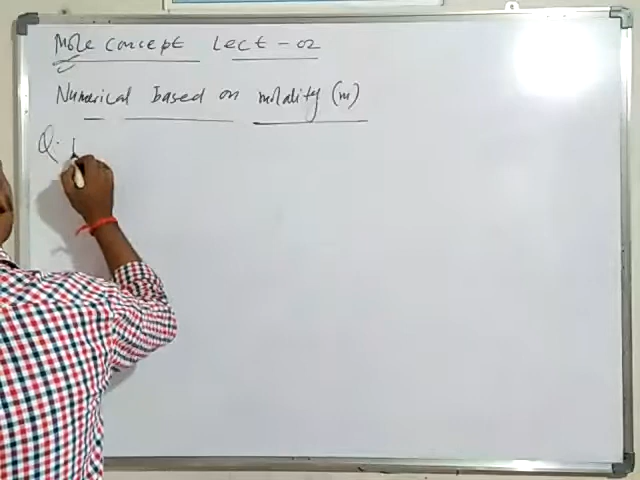 Mole concept Lect - 02
Numerical based on molality (m)
Q.